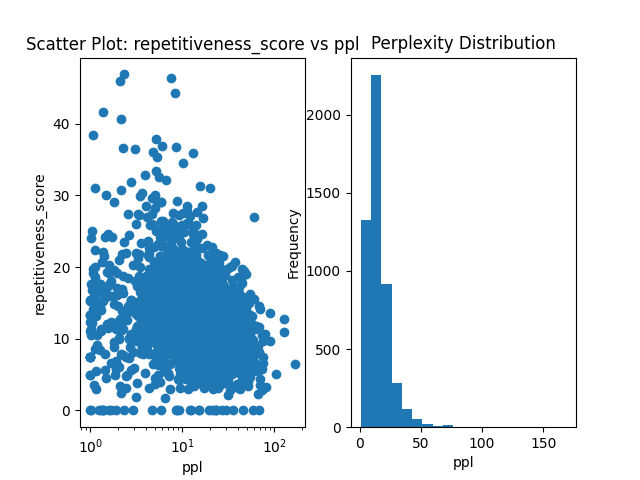 Scatter Plot: repetitiveness_score vs ppl
repetitiveness_score
40
30
20
10
0
10⁰
10¹
10²
ppl
Perplexity Distribution
Frequency
2000
1500
1000
500
0
0
50
100
150
ppl